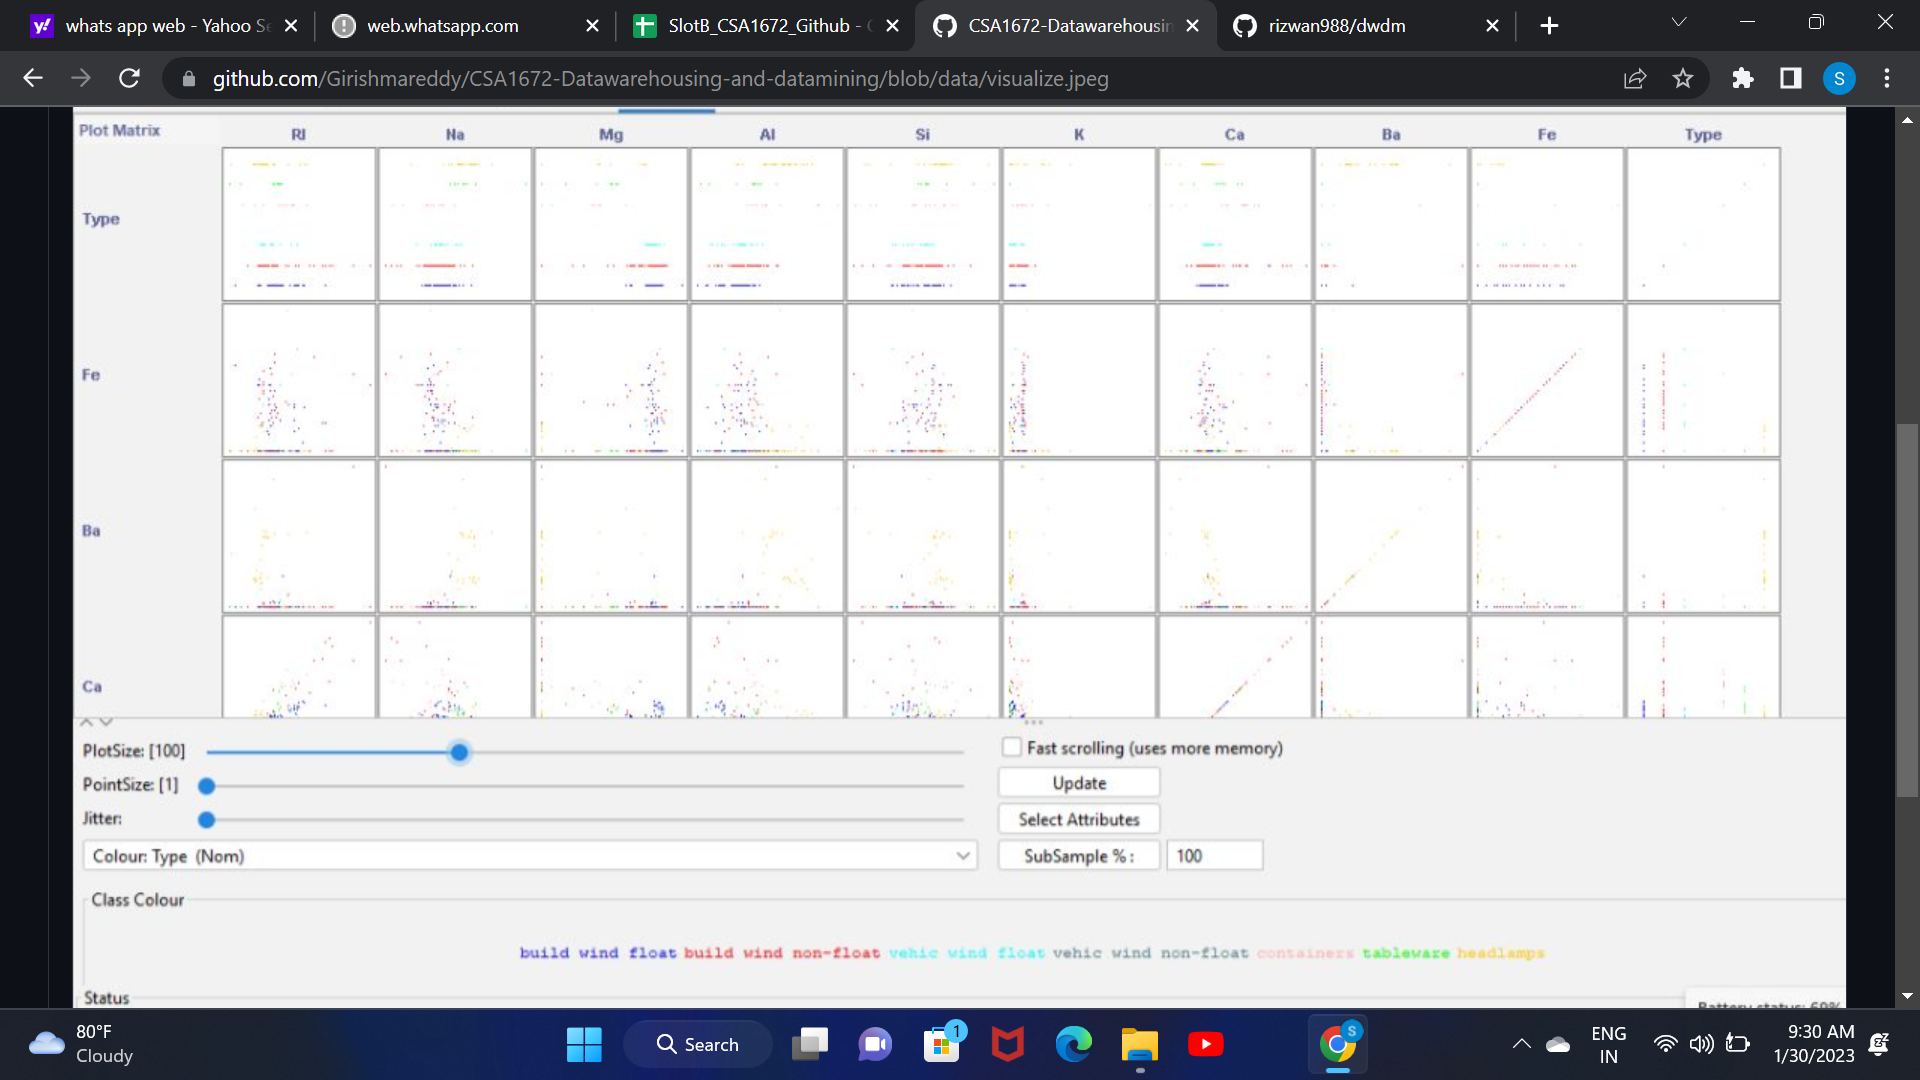 whats app web - Yahoo Se
web.whatsapp.com
SlotB_CSA1672_Github - G
CSA1672-Datawarehousin
rizwan988/dwdm
github.com/Girishmareddy/CSA1672-Datawarehousing-and-datamining/blob/data/visualize.jpeg
S
Plot Matrix RI Na Mg Al Si K Ca Ba Fe Type
Type
Fe
Ba
Ca
PlotSize: [100]
PointSize: [1]
Jitter:
Colour: Type (Nom)
Fast scrolling (uses more memory)
Update
Select Attributes
SubSample % : 100
Class Colour
build wind float build wind non-float vehic wind float vehic wind non-float containers tableware headlamps
Status
Battery status: 69%
80°F
Cloudy
Search
1
S
ENG
IN
9:30 AM
1/30/2023